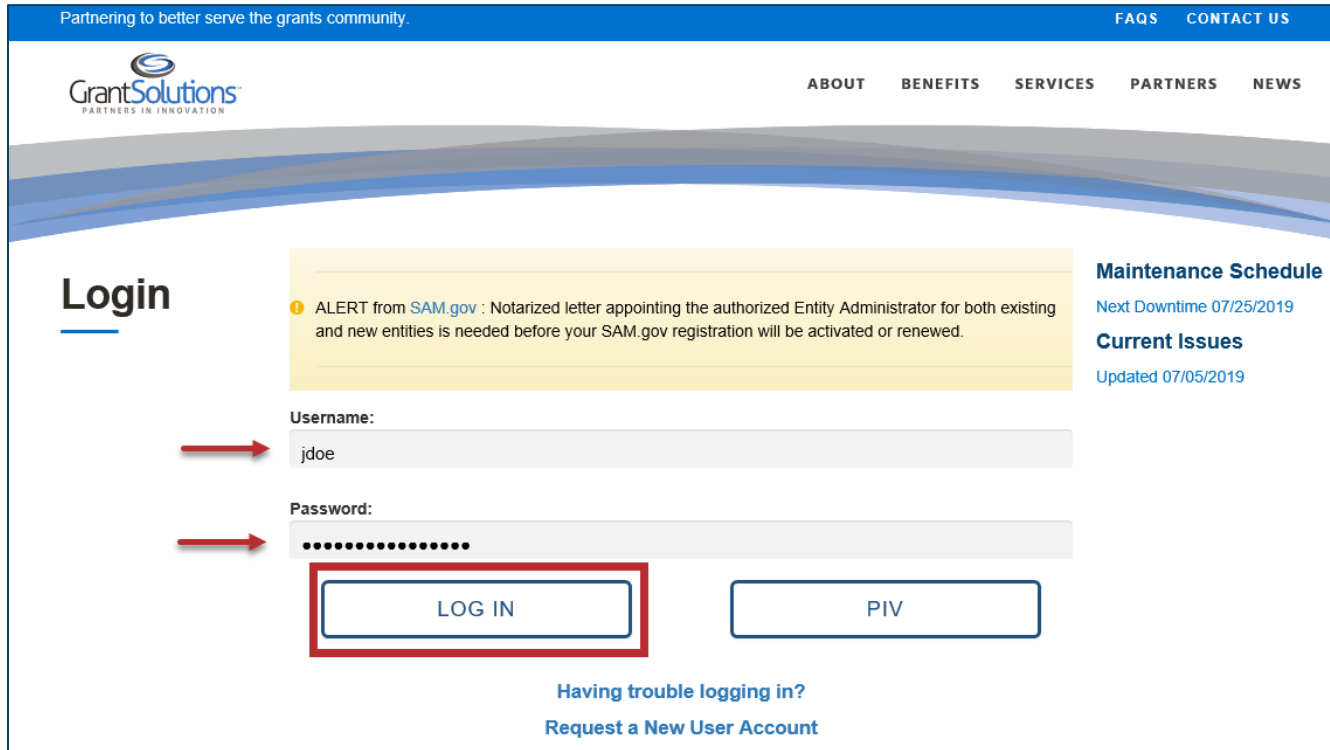 Partnering to better serve the grants community.
FAQS CONTACT US
GrantSolutions
PARTNERS IN INNOVATION
ABOUT BENEFITS SERVICES PARTNERS NEWS
Login
ALERT from SAM.gov : Notarized letter appointing the authorized Entity Administrator for both existing
and new entities is needed before your SAM.gov registration will be activated or renewed.
Maintenance Schedule
Next Downtime 07/25/2019
Current Issues
Updated 07/05/2019
Username:
jdoe
Password:
••••••••••••••••
LOG IN
PIV
Having trouble logging in?
Request a New User Account